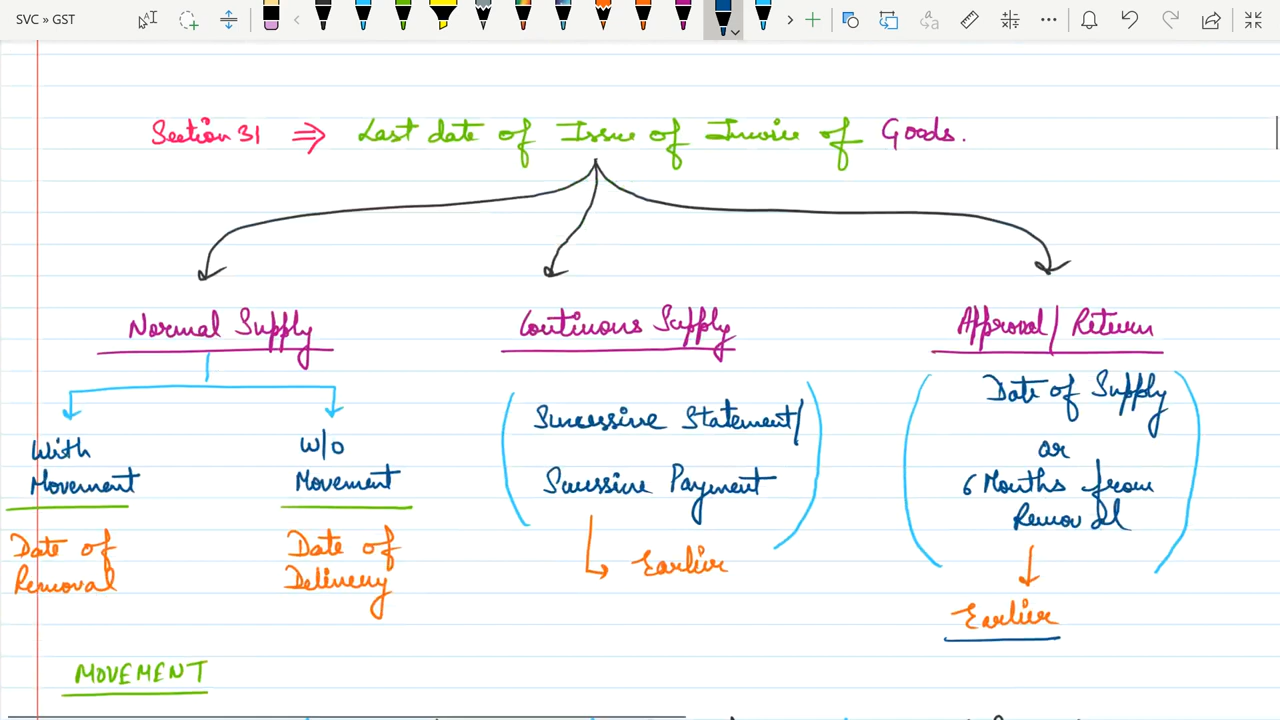 SVC » GST
Section 31 ⇒ Last date of Issue of Invoice of Goods.
Normal Supply
Continuous Supply
Approval/Return
With Movement
W/O Movement
Date of Removal
Date of Delivery
Successive Statement/
Sucessive Payment
Earlier
Date of Supply
or
6 Months from
Removal
Earlier
MOVEMENT